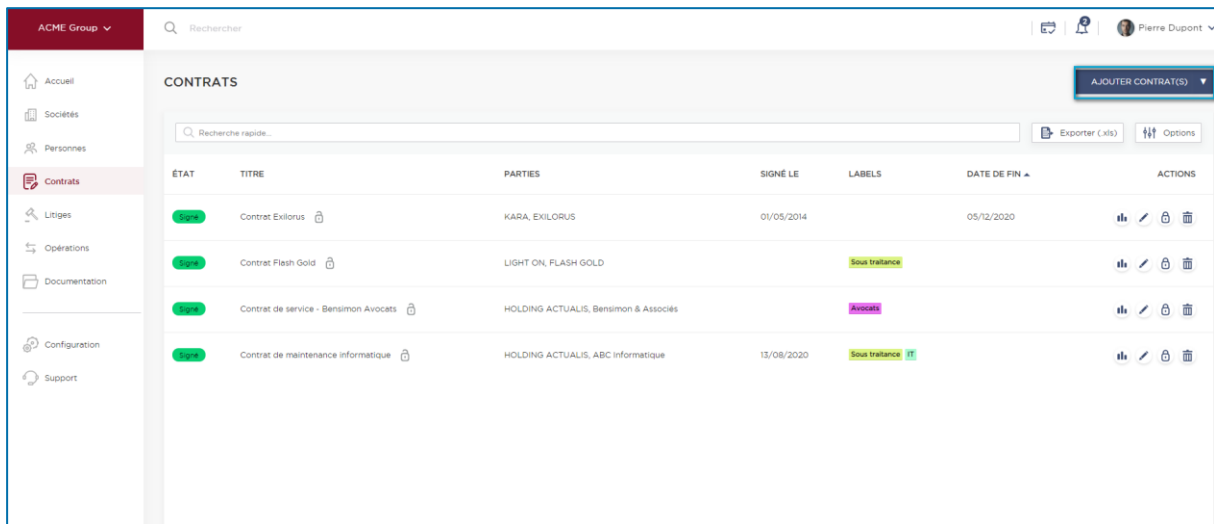 ACME Group
Rechercher
2
Pierre Dupont
Accueil
Sociétés
Personnes
Contrats
Litiges
Opérations
Documentation
Configuration
Support
CONTRATS
AJOUTER CONTRAT(S)
Recherche rapide...
Exporter (.xls)
Options
ÉTAT TITRE PARTIES SIGNÉ LE LABELS DATE DE FIN ACTIONS
Signé Contrat Exilorus KARA, EXILORUS 01/05/2014 05/12/2020
Signé Contrat Flash Gold LIGHT ON, FLASH GOLD Sous traitance
Signé Contrat de service - Bensimon Avocats HOLDING ACTUALIS, Bensimon & Associés Avocats
Signé Contrat de maintenance informatique HOLDING ACTUALIS, ABC Informatique 13/08/2020 Sous traitance IT